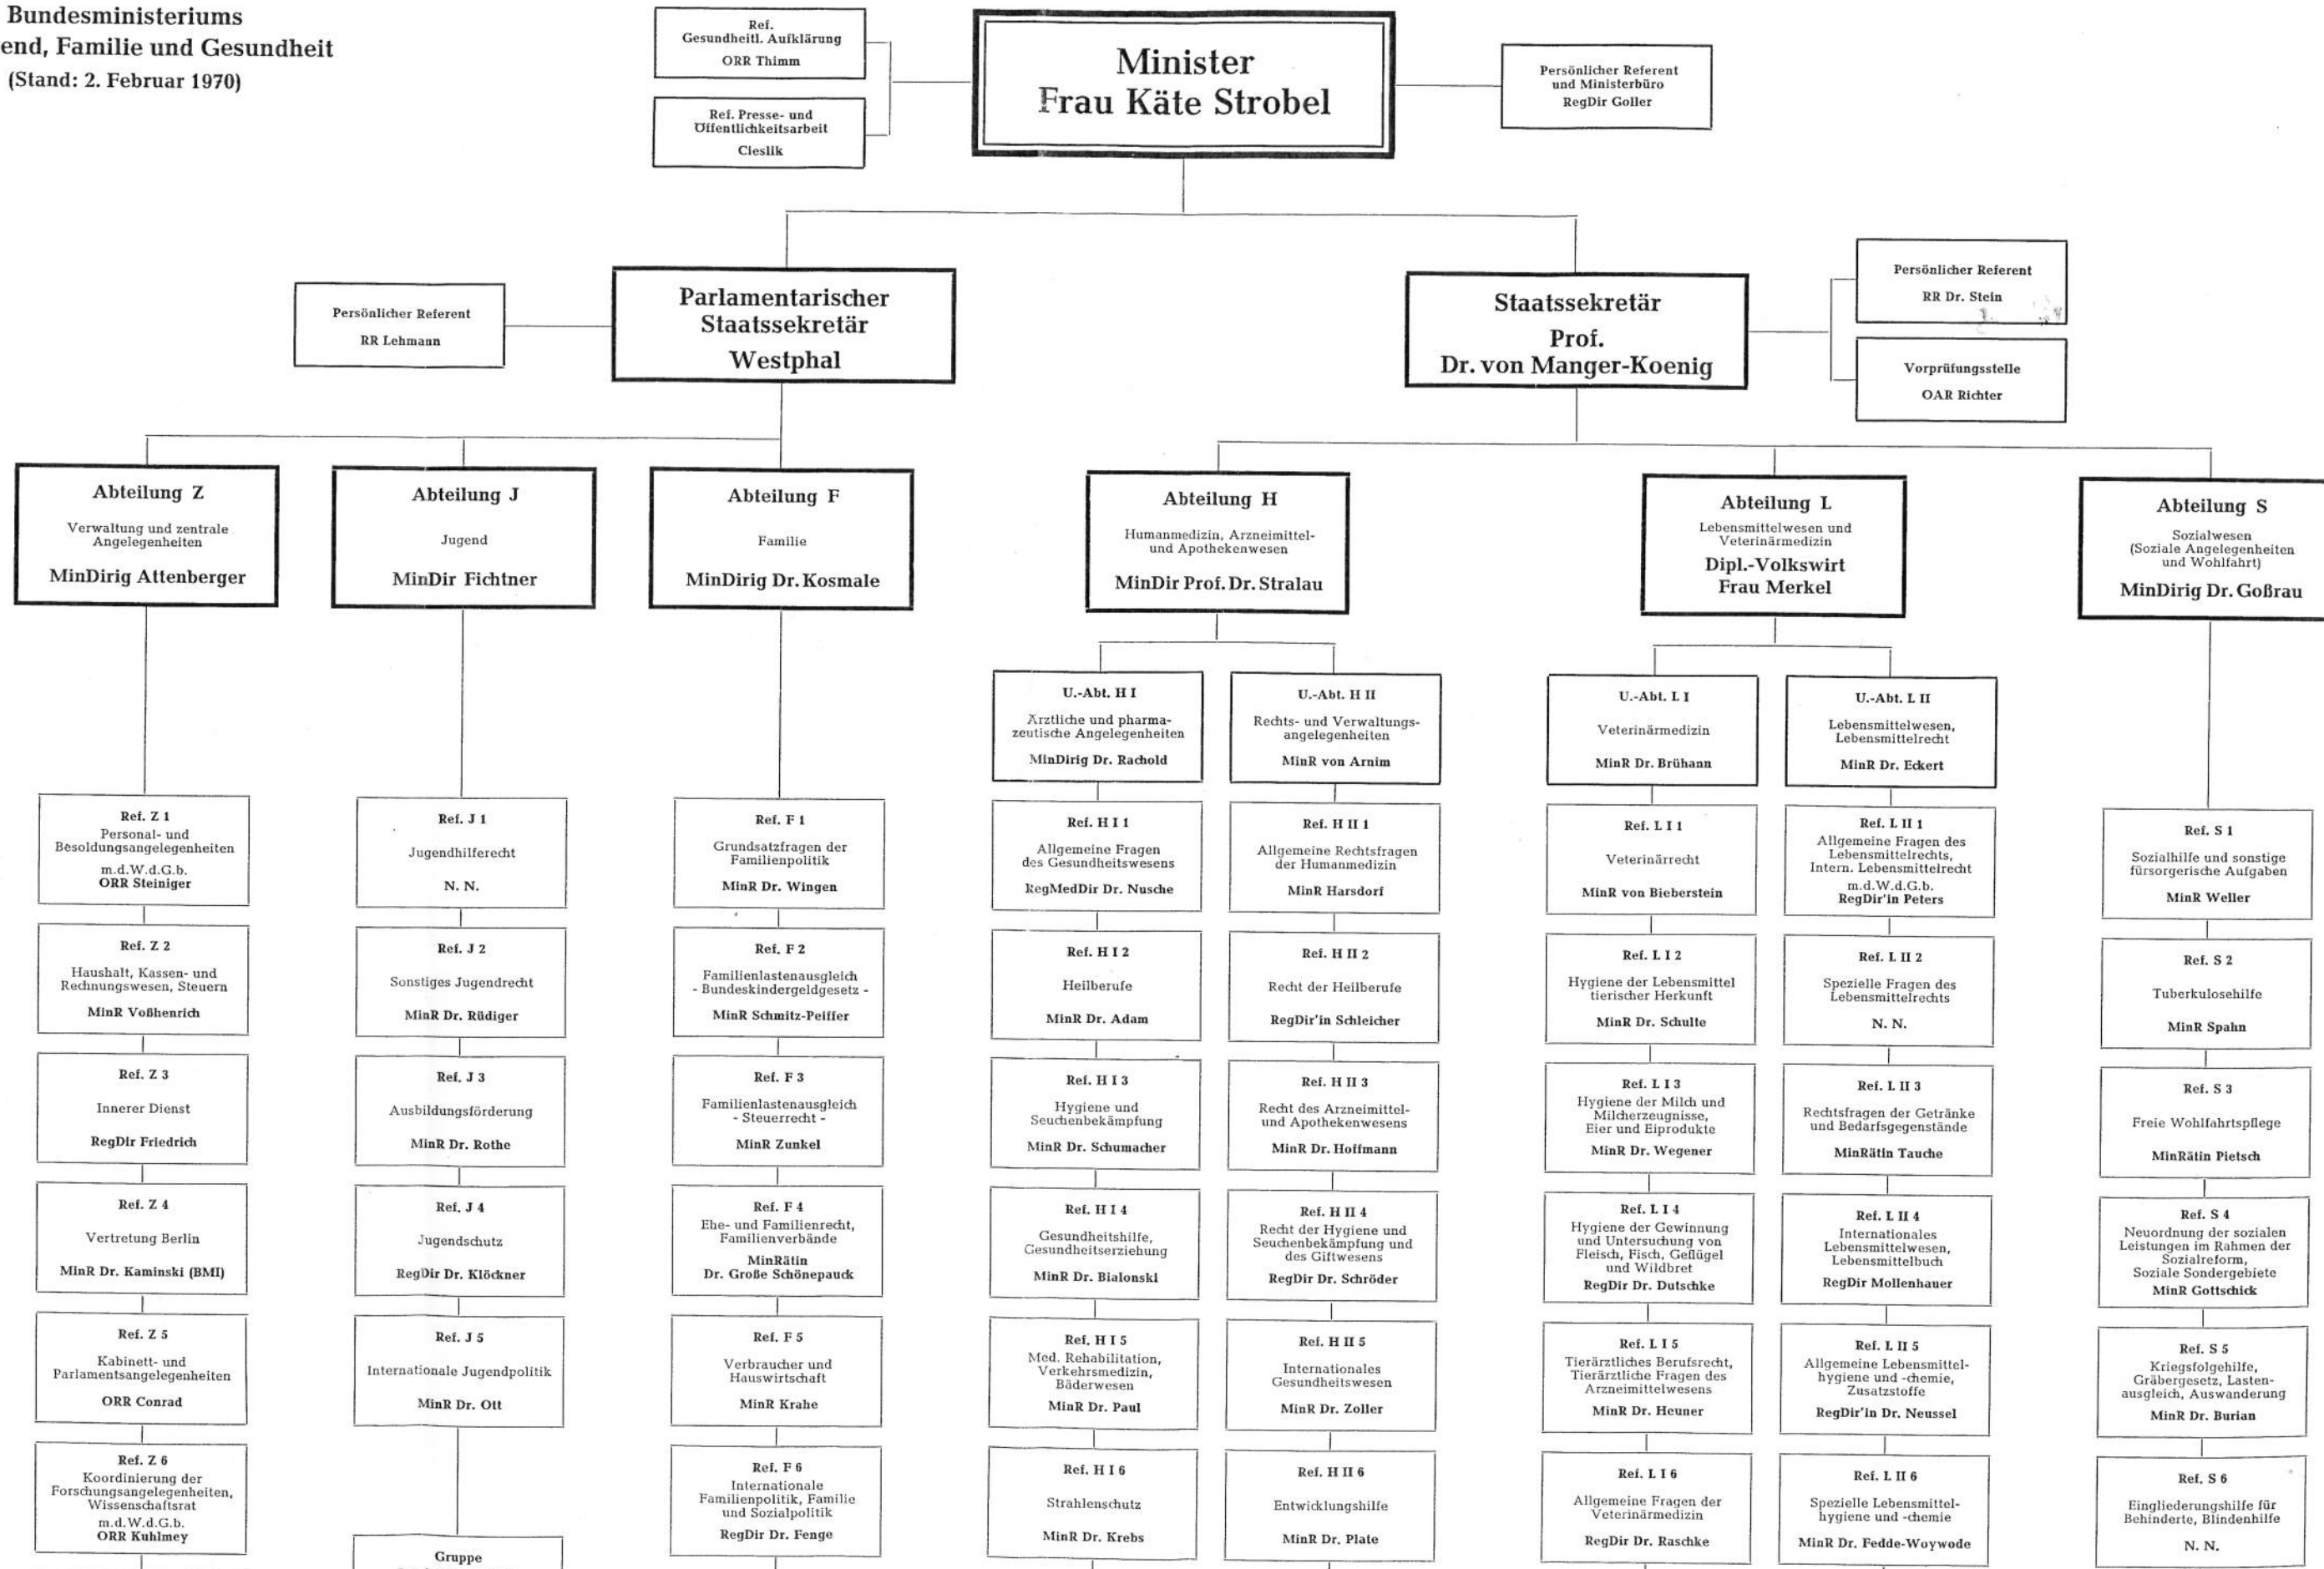 Bundesministeriums
end, Familie und Gesundheit
(Stand: 2. Februar 1970)
Ref.
Gesundheitl. Aufklärung
ORR Thimm
Ref. Presse- und
Öffentlichkeitsarbeit
Cieslik
Minister
Frau Käte Strobel
Persönlicher Referent
und Ministerbüro
RegDir Goller
Persönlicher Referent
RR Lehmann
Parlamentarischer
Staatssekretär
Westphal
Staatssekretär
Prof.
Dr. von Manger-Koenig
Persönlicher Referent
RR Dr. Stein
Vorprüfungsstelle
OAR Richter
Abteilung Z
Verwaltung und zentrale
Angelegenheiten
MinDirig Attenberger
Abteilung J
Jugend
MinDir Fichtner
Abteilung F
Familie
MinDirig Dr. Kosmale
Abteilung H
Humanmedizin, Arzneimittel-
und Apothekenwesen
MinDir Prof. Dr. Stralau
Abteilung L
Lebensmittelwesen und
Veterinärmedizin
Dipl.-Volkswirt
Frau Merkel
Abteilung S
Sozialwesen
(Soziale Angelegenheiten
und Wohlfahrt)
MinDirig Dr. Goßrau
U.-Abt. H I
Ärztliche und pharma-
zeutische Angelegenheiten
MinDirig Dr. Rachold
U.-Abt. H II
Rechts- und Verwaltungs-
angelegenheiten
MinR von Arnim
U.-Abt. L I
Veterinärmedizin
MinR Dr. Brühann
U.-Abt. L II
Lebensmittelwesen,
Lebensmittelrecht
MinR Dr. Eckert
Ref. Z 1
Personal- und
Besoldungsangelegenheiten
m.d.W.d.G.b.
ORR Steiniger
Ref. J 1
Jugendhilferecht
N. N.
Ref. F 1
Grundsatzfragen der
Familienpolitik
MinR Dr. Wingen
Ref. H I 1
Allgemeine Fragen
des Gesundheitswesens
RegMedDir Dr. Nusche
Ref. H II 1
Allgemeine Rechtsfragen
der Humanmedizin
MinR Harsdorf
Ref. L I 1
Veterinärrecht
MinR von Bieberstein
Ref. L II 1
Allgemeine Fragen des
Lebensmittelrechts,
Intern. Lebensmittelrecht
m.d.W.d.G.b.
RegDir'in Peters
Ref. S 1
Sozialhilfe und sonstige
fürsorgerische Aufgaben
MinR Weller
Ref. Z 2
Haushalt, Kassen- und
Rechnungswesen, Steuern
MinR Voßhenrich
Ref. J 2
Sonstiges Jugendrecht
MinR Dr. Rüdiger
Ref. F 2
Familienlastenausgleich
- Bundeskindergeldgesetz -
MinR Schmitz-Peiffer
Ref. H I 2
Heilberufe
MinR Dr. Adam
Ref. H II 2
Recht der Heilberufe
RegDir'in Schleicher
Ref. L I 2
Hygiene der Lebensmittel
tierischer Herkunft
MinR Dr. Schulte
Ref. L II 2
Spezielle Fragen des
Lebensmittelrechts
N. N.
Ref. S 2
Tuberkulosehilfe
MinR Spahn
Ref. Z 3
Innerer Dienst
RegDir Friedrich
Ref. J 3
Ausbildungsförderung
MinR Dr. Rothe
Ref. F 3
Familienlastenausgleich
- Steuerrecht -
MinR Zunkel
Ref. H I 3
Hygiene und
Seuchenbekämpfung
MinR Dr. Schumacher
Ref. H II 3
Recht des Arzneimittel-
und Apothekenwesens
MinR Dr. Hoffmann
Ref. L I 3
Hygiene der Milch und
Milcherzeugnisse,
Eier und Eiprodukte
MinR Dr. Wegener
Ref. L II 3
Rechtsfragen der Getränke
und Bedarfsgegenstände
MinRätin Tauche
Ref. S 3
Freie Wohlfahrtspflege
MinRätin Pietsch
Ref. Z 4
Vertretung Berlin
MinR Dr. Kaminski (BMI)
Ref. J 4
Jugendschutz
RegDir Dr. Klöckner
Ref. F 4
Ehe- und Familienrecht,
Familienverbände
MinRätin
Dr. Große Schönepauck
Ref. H I 4
Gesundheitshilfe,
Gesundheitserziehung
MinR Dr. Bialonski
Ref. H II 4
Recht der Hygiene und
Seuchenbekämpfung und
des Giftwesens
RegDir Dr. Schröder
Ref. L I 4
Hygiene der Gewinnung
und Untersuchung von
Fleisch, Fisch, Geflügel
und Wildbret
RegDir Dr. Dutschke
Ref. L II 4
Internationales
Lebensmittelwesen,
Lebensmittelbuch
RegDir Mollenhauer
Ref. S 4
Neuordnung der sozialen
Leistungen im Rahmen der
Sozialreform,
Soziale Sondergebiete
MinR Gottschick
Ref. Z 5
Kabinett- und
Parlamentsangelegenheiten
ORR Conrad
Ref. J 5
Internationale Jugendpolitik
MinR Dr. Ott
Ref. F 5
Verbraucher und
Hauswirtschaft
MinR Krahe
Ref. H I 5
Med. Rehabilitation,
Verkehrsmedizin,
Bäderwesen
MinR Dr. Paul
Ref. H II 5
Internationales
Gesundheitswesen
MinR Dr. Zoller
Ref. L I 5
Tierärztliches Berufsrecht,
Tierärztliche Fragen des
Arzneimittelwesens
MinR Dr. Heuner
Ref. L II 5
Allgemeine Lebensmittel-
hygiene und -chemie,
Zusatzstoffe
RegDir'in Dr. Neussel
Ref. S 5
Kriegsfolgehilfe,
Gräbergesetz, Lasten-
ausgleich, Auswanderung
MinR Dr. Burian
Ref. Z 6
Koordinierung der
Forschungsangelegenheiten,
Wissenschaftsrat
m.d.W.d.G.b.
ORR Kuhlmey
Gruppe
Ref. F 6
Internationale
Familienpolitik, Familie
und Sozialpolitik
RegDir Dr. Fenge
Ref. H I 6
Strahlenschutz
MinR Dr. Krebs
Ref. H II 6
Entwicklungshilfe
MinR Dr. Plate
Ref. L I 6
Allgemeine Fragen der
Veterinärmedizin
RegDir Dr. Raschke
Ref. L II 6
Spezielle Lebensmittel-
hygiene und -chemie
MinR Dr. Fedde-Woywode
Ref. S 6
Eingliederungshilfe für
Behinderte, Blindenhilfe
N. N.